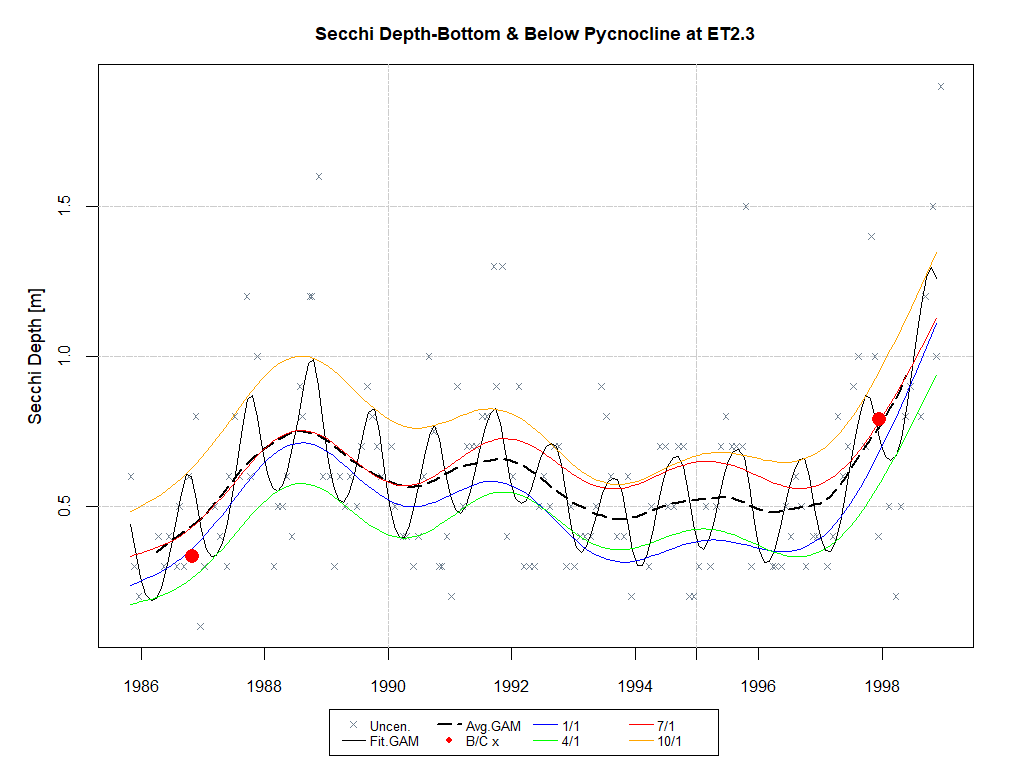 Secchi Depth-Bottom & Below Pycnocline at ET2.3
Secchi Depth [m]
1.5
1.0
0.5
1986 1988 1990 1992 1994 1996 1998
Uncen. Avg.GAM 1/1 7/1
Fit.GAM B/C x 4/1 10/1